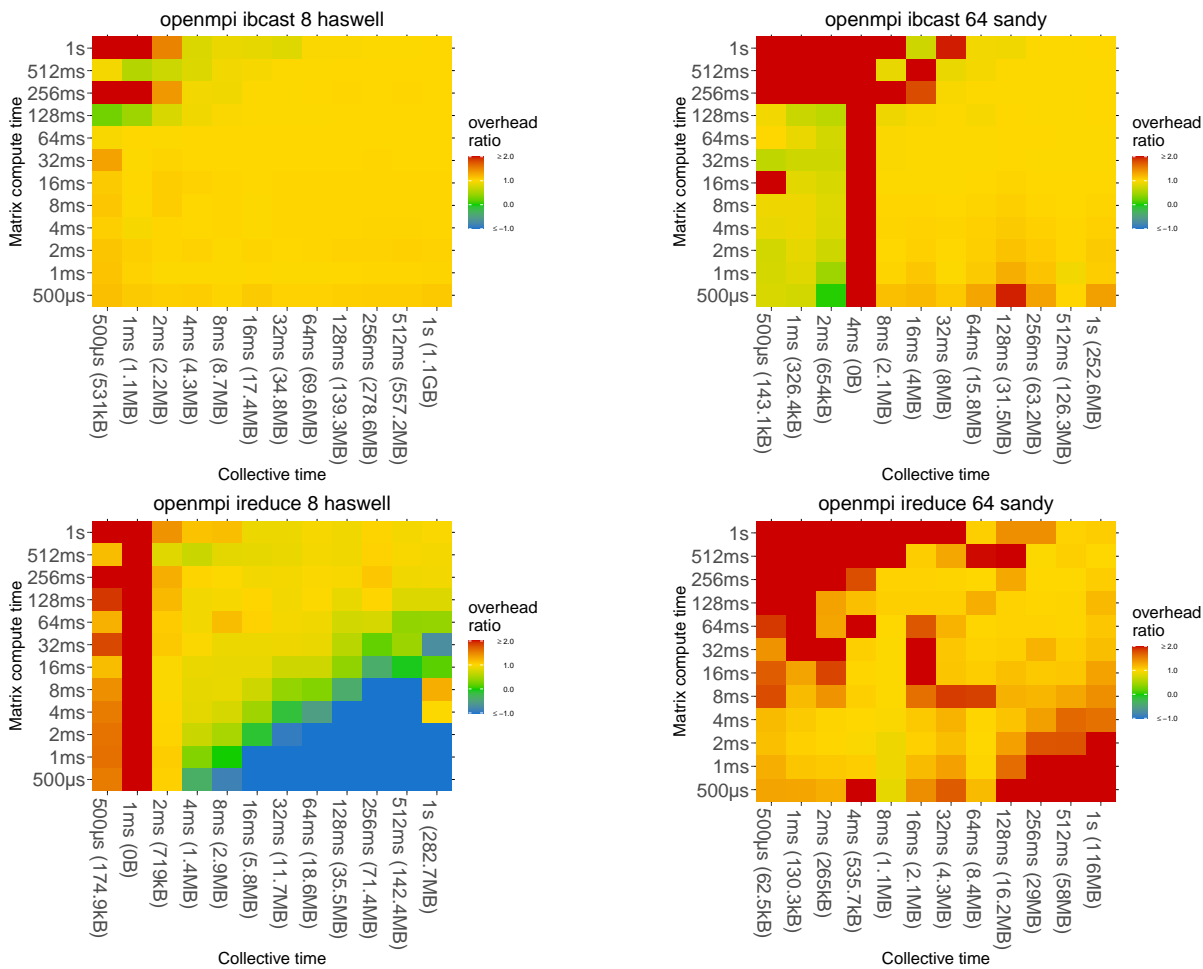 openmpi ibcast 8 haswell
Matrix compute time
1s
512ms
256ms
128ms
64ms
32ms
16ms
8ms
4ms
2ms
1ms
500μs
500μs (531kB)
1ms (1.1MB)
2ms (2.2MB)
4ms (4.3MB)
8ms (8.7MB)
16ms (17.4MB)
32ms (34.8MB)
64ms (69.6MB)
128ms (139.3MB)
256ms (278.6MB)
512ms (557.2MB)
1s (1.1GB)
Collective time
overhead
ratio
≥ 2.0
1.0
0.0
≤ −1.0
openmpi ibcast 64 sandy
Matrix compute time
1s
512ms
256ms
128ms
64ms
32ms
16ms
8ms
4ms
2ms
1ms
500μs
500μs (143.1kB)
1ms (326.4kB)
2ms (654kB)
4ms (0B)
8ms (2.1MB)
16ms (4MB)
32ms (8MB)
64ms (15.8MB)
128ms (31.5MB)
256ms (63.2MB)
512ms (126.3MB)
1s (252.6MB)
Collective time
overhead
ratio
≥ 2.0
1.0
0.0
≤ −1.0
openmpi ireduce 8 haswell
Matrix compute time
1s
512ms
256ms
128ms
64ms
32ms
16ms
8ms
4ms
2ms
1ms
500μs
500μs (174.9kB)
1ms (0B)
2ms (719kB)
4ms (1.4MB)
8ms (2.9MB)
16ms (5.8MB)
32ms (11.7MB)
64ms (18.6MB)
128ms (35.5MB)
256ms (71.4MB)
512ms (142.4MB)
1s (282.7MB)
Collective time
overhead
ratio
≥ 2.0
1.0
0.0
≤ −1.0
openmpi ireduce 64 sandy
Matrix compute time
1s
512ms
256ms
128ms
64ms
32ms
16ms
8ms
4ms
2ms
1ms
500μs
500μs (62.5kB)
1ms (130.3kB)
2ms (265kB)
4ms (535.7kB)
8ms (1.1MB)
16ms (2.1MB)
32ms (4.3MB)
64ms (8.4MB)
128ms (16.2MB)
256ms (29MB)
512ms (58MB)
1s (116MB)
Collective time
overhead
ratio
≥ 2.0
1.0
0.0
≤ −1.0